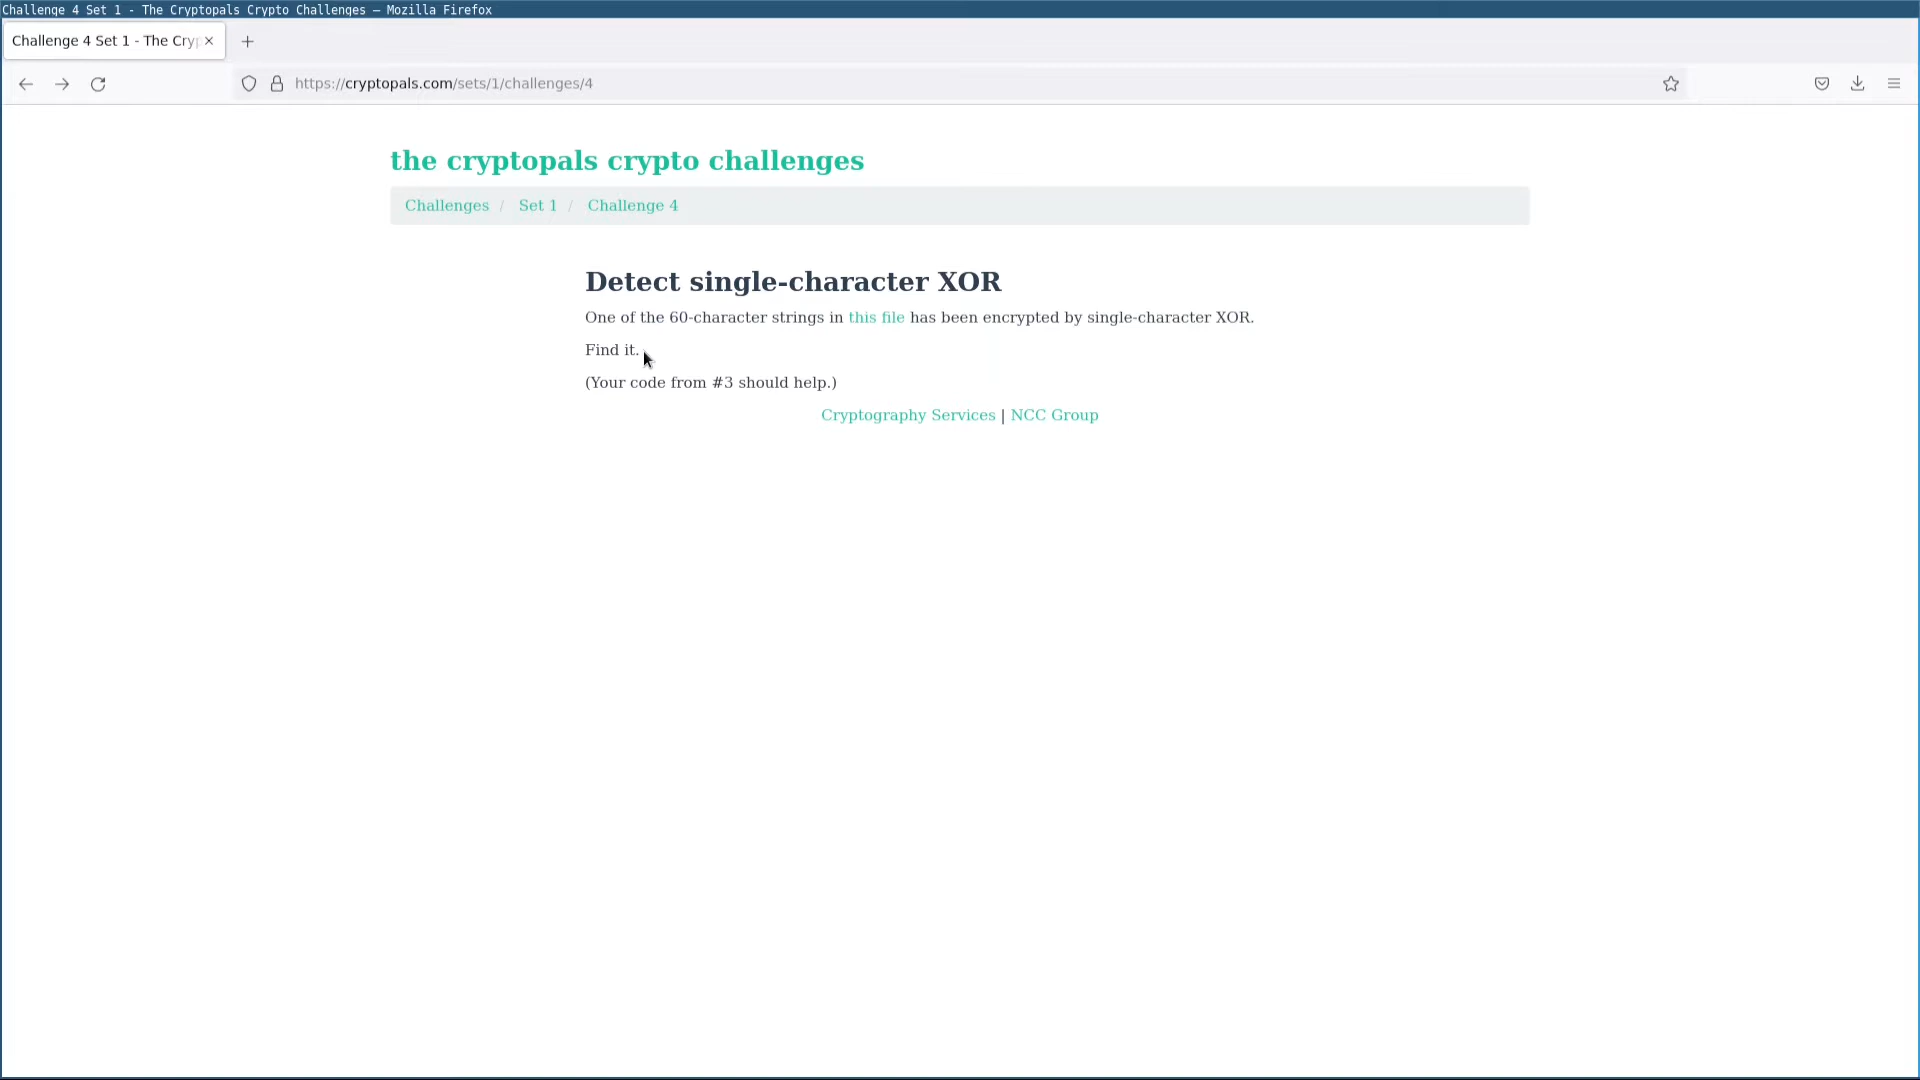 Challenge 4 Set 1 - The Cryptopals Crypto Challenges — Mozilla Firefox
Challenge 4 Set 1 - The Cry
https://cryptopals.com/sets/1/challenges/4
the cryptopals crypto challenges
Challenges / Set 1 / Challenge 4
Detect single-character XOR
One of the 60-character strings in this file has been encrypted by single-character XOR.
Find it.
(Your code from #3 should help.)
Cryptography Services | NCC Group